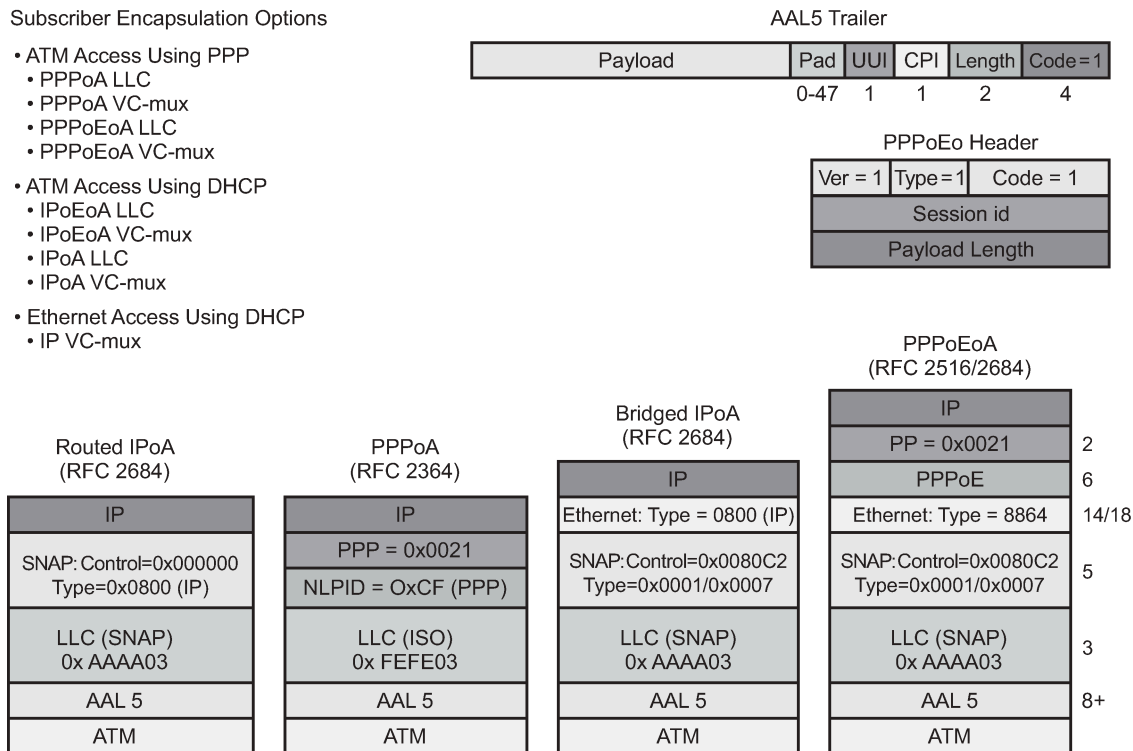 Subscriber Encapsulation Options
• ATM Access Using PPP
• PPPoA LLC
• PPPoA VC-mux
• PPPoEoA LLC
• PPPoEoA VC-mux
• ATM Access Using DHCP
• IPoEoA LLC
• IPoEoA VC-mux
• IPoA LLC
• IPoA VC-mux
• Ethernet Access Using DHCP
• IP VC-mux
AAL5 Trailer
Payload Pad UUI CPI Length Code=1
0-47 1 1 2 4
PPPoEo Header
Ver = 1 Type=1 Code = 1
Session id
Payload Length
Routed IPoA
(RFC 2684)
IP
SNAP: Control=0x000000
Type=0x0800 (IP)
LLC (SNAP)
0x AAAA03
AAL 5
ATM
PPPoA
(RFC 2364)
IP
PPP = 0x0021
NLPID = OxCF (PPP)
LLC (ISO)
0x FEFE03
AAL 5
ATM
Bridged IPoA
(RFC 2684)
IP
Ethernet: Type = 0800 (IP)
SNAP: Control=0x0080C2
Type=0x0001/0x0007
LLC (SNAP)
0x AAAA03
AAL 5
ATM
PPPoEoA
(RFC 2516/2684)
IP
PP = 0x0021 2
PPPoE 6
Ethernet: Type = 8864 14/18
SNAP: Control=0x0080C2
Type=0x0001/0x0007
5
LLC (SNAP)
0x AAAA03
3
AAL 5 8+
ATM